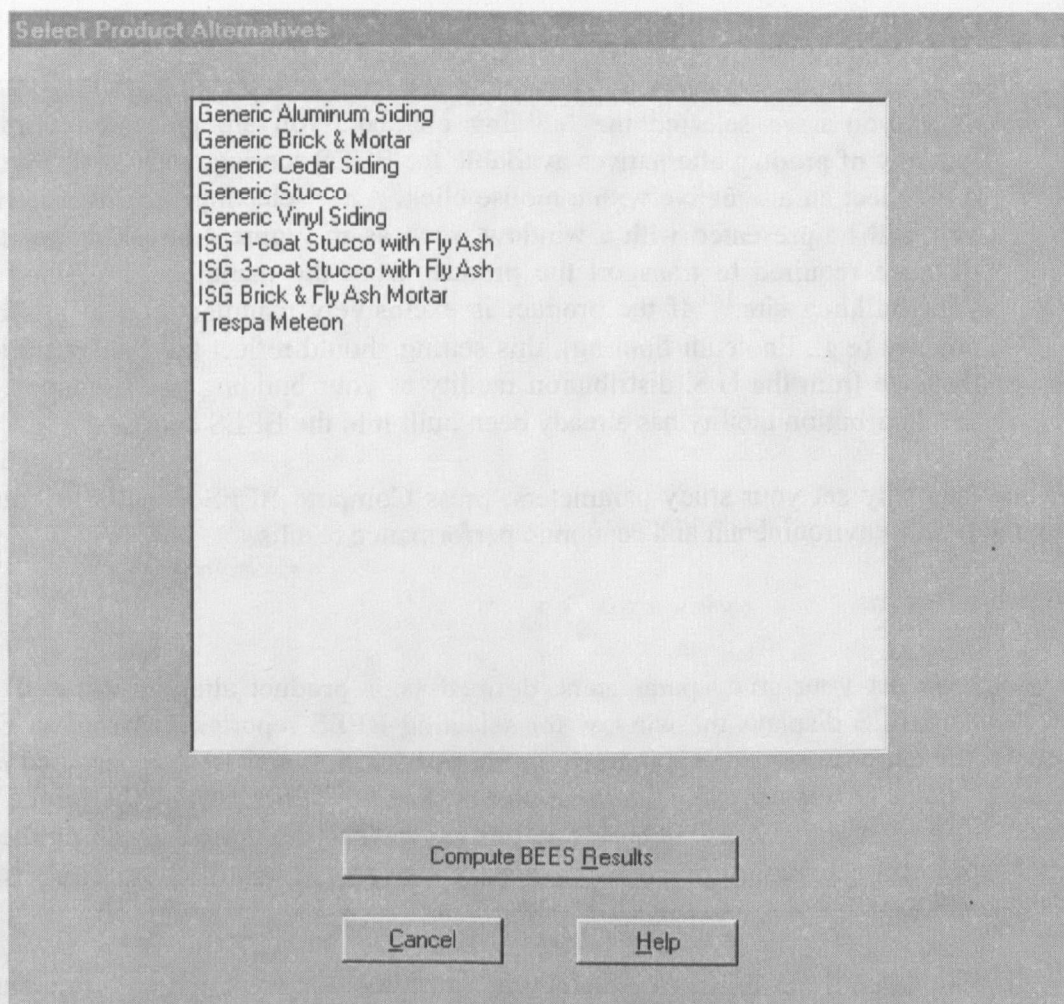 Select Product Alternatives
Generic Aluminum Siding
Generic Brick & Mortar
Generic Cedar Siding
Generic Stucco
Generic Vinyl Siding
ISG 1-coat Stucco with Fly Ash
ISG 3-coat Stucco with Fly Ash
ISG Brick & Fly Ash Mortar
Trespa Meteon
Compute BEES Results
Cancel
Help